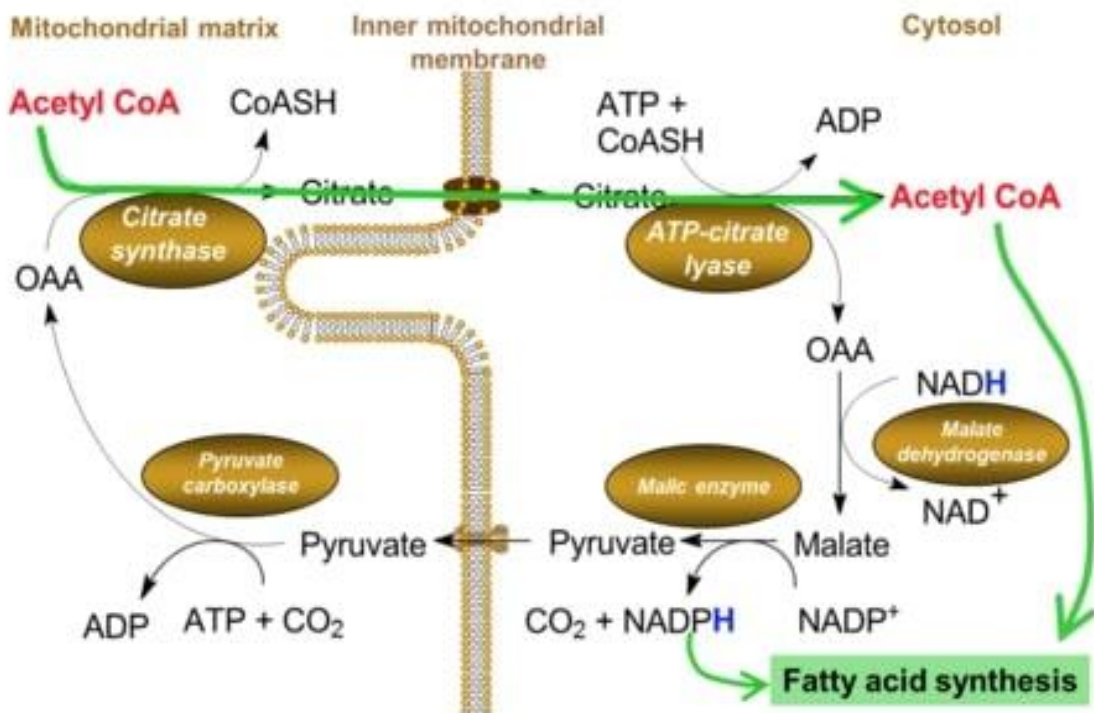 Mitochondrial matrix
Inner mitochondrial
membrane
Cytosol
Acetyl CoA
CoASH
ATP +
CoASH
ADP
Citrate
Citrate
Acetyl CoA
Citrate
synthase
ATP-citrate
lyase
OAA
OAA
NADH
Malate
dehydrogenase
NAD⁺
Pyruvate
carboxylase
Malic enzyme
Pyruvate
Pyruvate
Malate
ADP
ATP + CO₂
CO₂ + NADPH
NADP⁺
Fatty acid synthesis